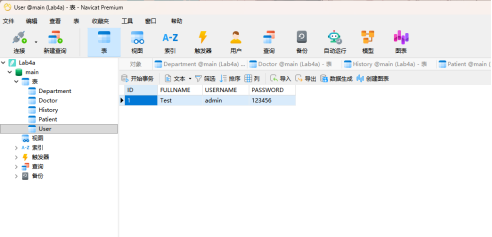 User @main (Lab4a) - 表 - Navicat Premium
文件 编辑 查看 表 收藏夹 工具 窗口 帮助
连接 新建查询 表 视图 索引 触发器 用户 查询 备份 自动运行 模型 图表
Lab4a
main
表
Department
Doctor
History
Patient
User
视图
索引
触发器
查询
备份
对象 Department @main (Lab4a) ... Doctor @main (Lab4a) - 表 History @main (Lab4a) - 表 Patient @main (Lab4a) - 表
开始事务 文本 筛选 排序 列 导入 导出 数据生成 创建图表
ID FULLNAME USERNAME PASSWORD
1 Test admin 123456